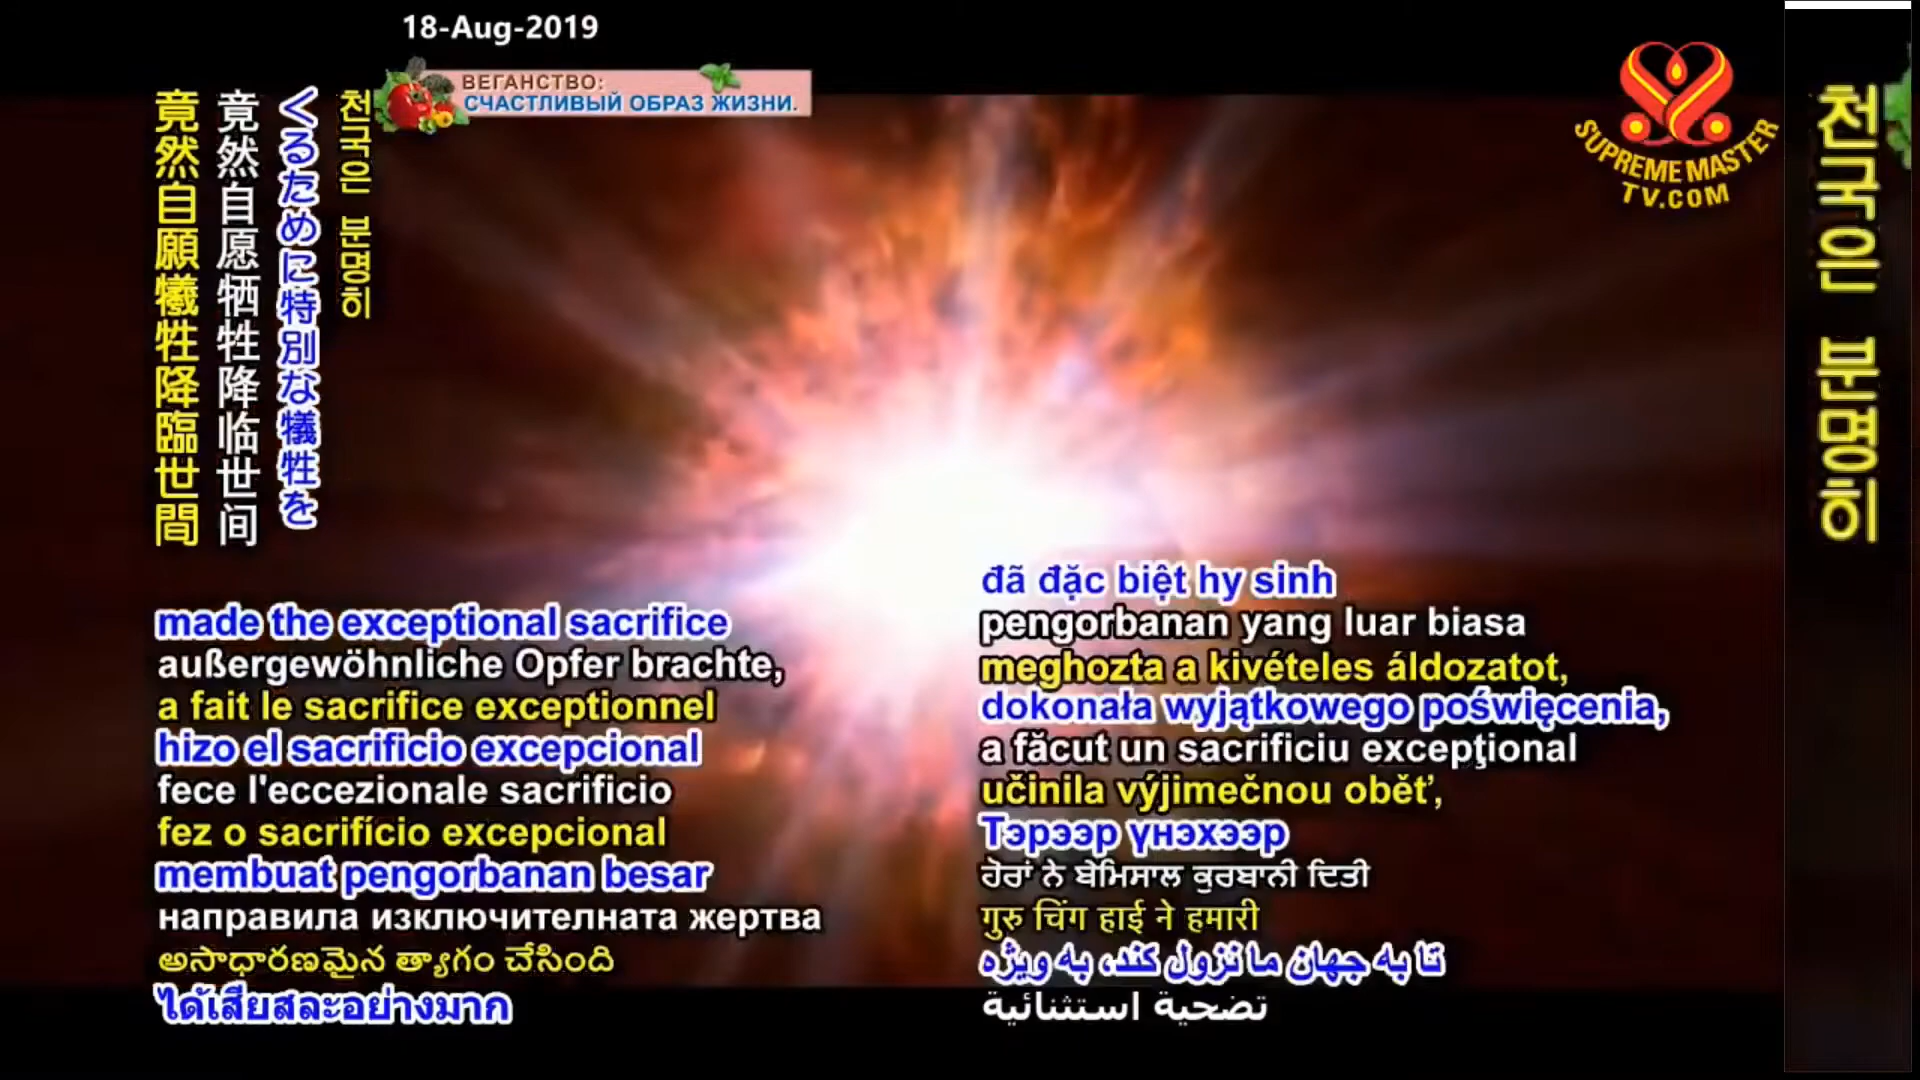 18-Aug-2019
ВЕГАНСТВО:
СЧАСТЛИВЫЙ ОБРАЗ ЖИЗНИ.
SUPREME MASTER
TV.COM
천국은 분명히
천국은 분명히
くるために特別な犠牲を
竟然自愿牺牲降临世间
竟然自願犧牲降臨世間
made the exceptional sacrifice
außergewöhnliche Opfer brachte,
a fait le sacrifice exceptionnel
hizo el sacrificio excepcional
fece l'eccezionale sacrificio
fez o sacrifício excepcional
membuat pengorbanan besar
направила изключителната жертва
అసాధారణమైన త్యాగం చేసింది
ได้เสียสละอย่างมาก
đã đặc biệt hy sinh
pengorbanan yang luar biasa
meghozta a kivételes áldozatot,
dokonała wyjątkowego poświęcenia,
a făcut un sacrificiu excepţional
učinila výjimečnou oběť,
Тэрээр үнэхээр
ਹੋਰਾਂ ਨੇ ਬੇਮਿਸਾਲ ਕੁਰਬਾਨੀ ਦਿਤੀ
गुरु चिंग हाई ने हमारी
تا به جهان ما نزول کند، به ویژه
تضحية استثنائية